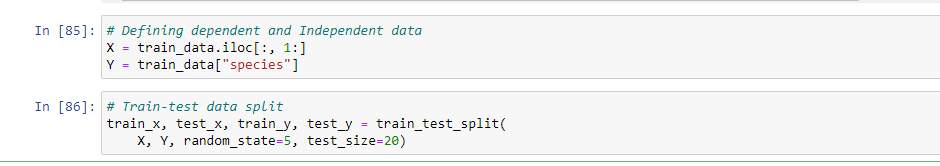 In [85]: # Defining dependent and Independent data
X = train_data.iloc[:, 1:]
Y = train_data["species"]
In [86]: # Train-test data split
train_x, test_x, train_y, test_y = train_test_split(
    X, Y, random_state=5, test_size=20)